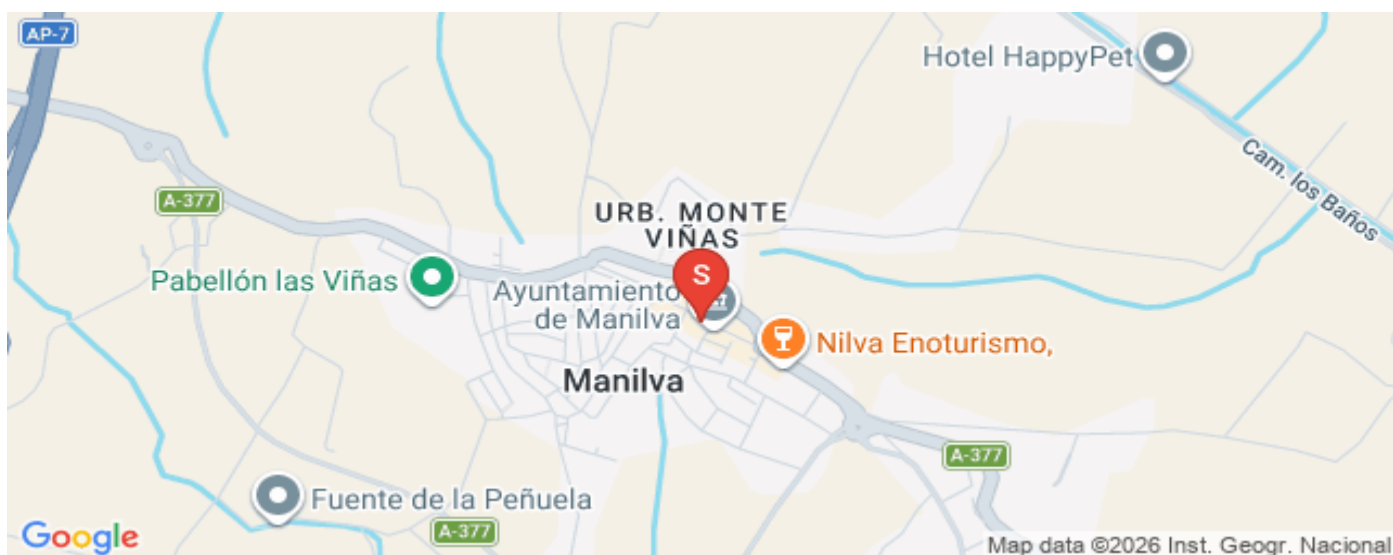 AP-7
Hotel HappyPet
Cam. los Baños
A-377
URB. MONTE
VIÑAS
Pabellón las Viñas
S
Ayuntamiento
de Manilva
Nilva Enoturismo,
Manilva
A-377
Fuente de la Peñuela
A-377
Google
Map data ©2026 Inst. Geogr. Nacional